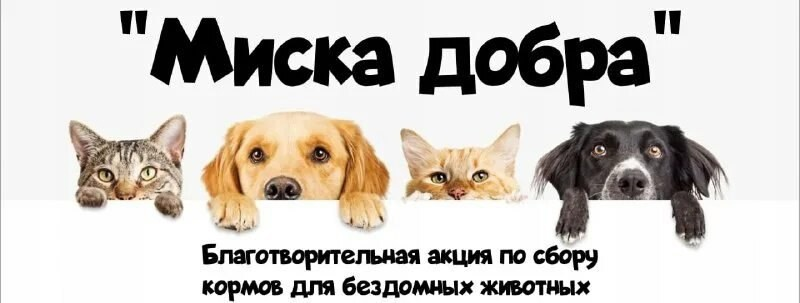 "Миска добра"
Благотворительная акция по сбору
кормов для бездомных животных